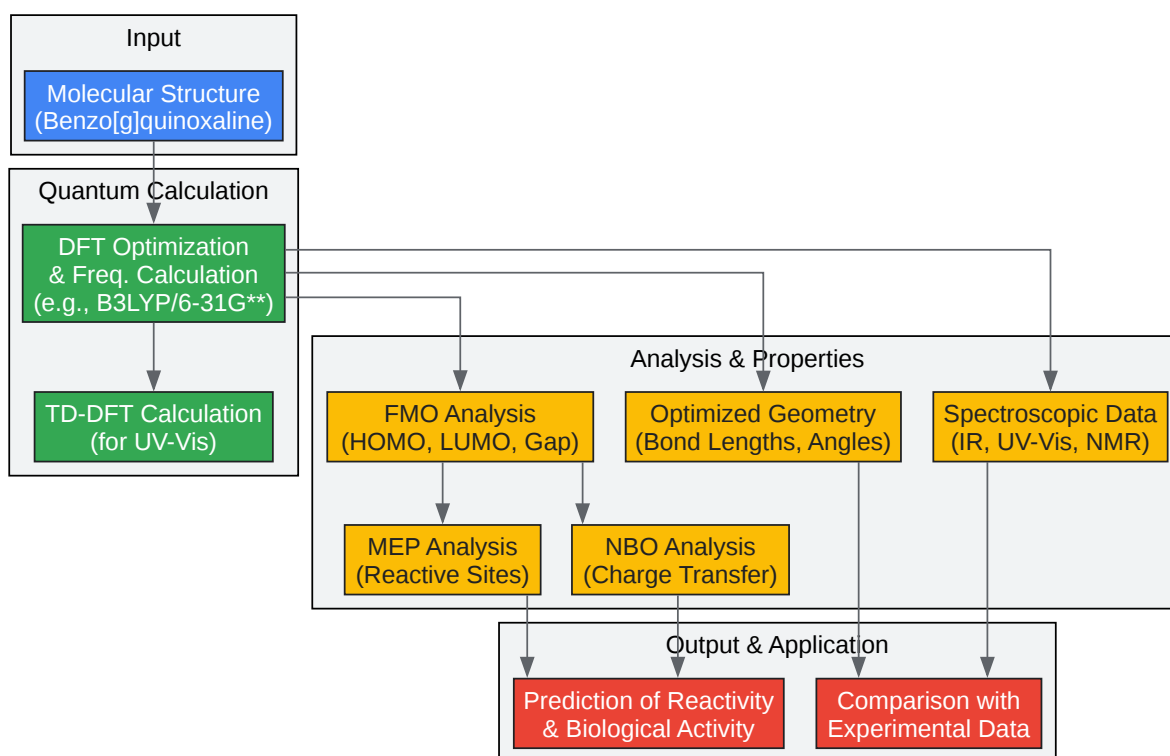 Input
Molecular Structure
(Benzo[g]quinoxaline)
Quantum Calculation
DFT Optimization
& Freq. Calculation
(e.g., B3LYP/6-31G**)
TD-DFT Calculation
(for UV-Vis)
Analysis & Properties
FMO Analysis
(HOMO, LUMO, Gap)
Optimized Geometry
(Bond Lengths, Angles)
Spectroscopic Data
(IR, UV-Vis, NMR)
MEP Analysis
(Reactive Sites)
NBO Analysis
(Charge Transfer)
Output & Application
Prediction of Reactivity
& Biological Activity
Comparison with
Experimental Data